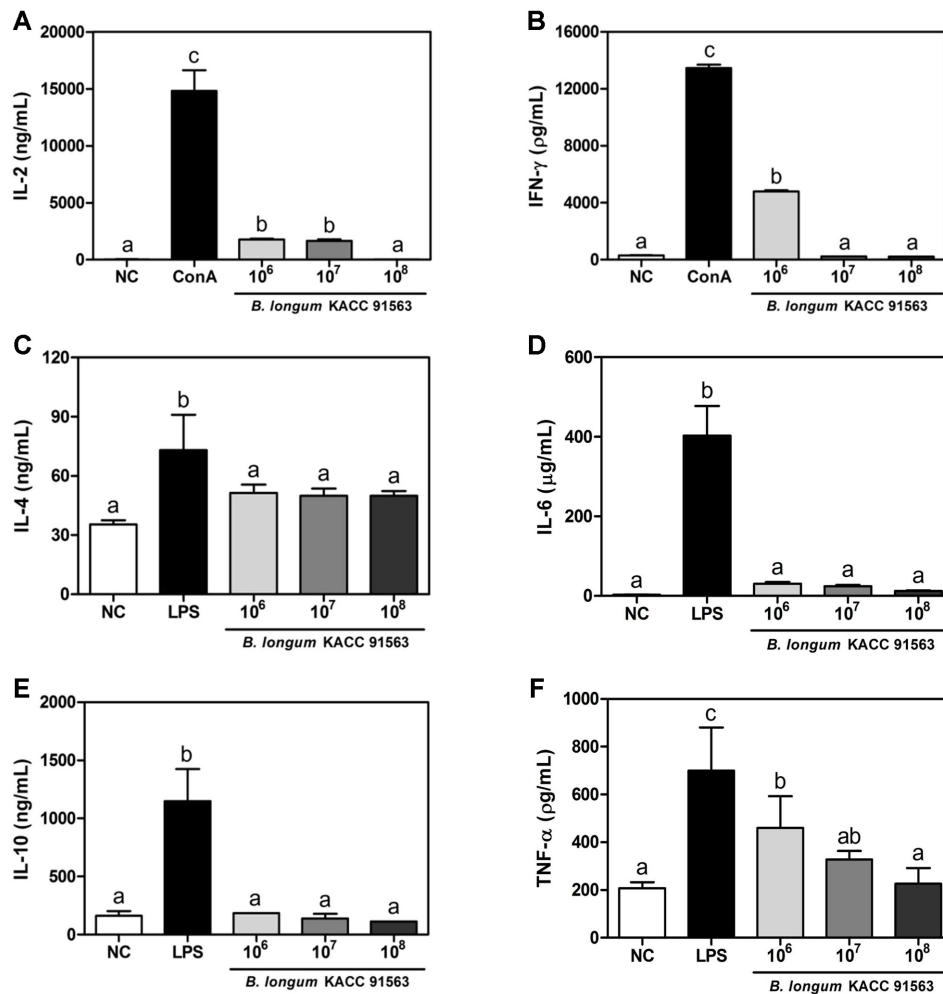 A
IL-2 (ng/mL)
20000
15000
10000
5000
0
a
c
b
b
a
NC
ConA
10⁶
10⁷
10⁸
B. longum KACC 91563
B
IFN-γ (ρg/mL)
16000
12000
8000
4000
0
a
c
b
a
a
NC
ConA
10⁶
10⁷
10⁸
B. longum KACC 91563
C
IL-4 (ng/mL)
120
90
60
30
0
a
b
a
a
a
NC
LPS
10⁶
10⁷
10⁸
B. longum KACC 91563
D
IL-6 (μg/mL)
600
400
200
0
a
b
a
a
a
NC
LPS
10⁶
10⁷
10⁸
B. longum KACC 91563
E
IL-10 (ng/mL)
2000
1500
1000
500
0
a
b
a
a
a
NC
LPS
10⁶
10⁷
10⁸
B. longum KACC 91563
F
TNF-α (ρg/mL)
1000
800
600
400
200
0
a
c
b
ab
a
NC
LPS
10⁶
10⁷
10⁸
B. longum KACC 91563